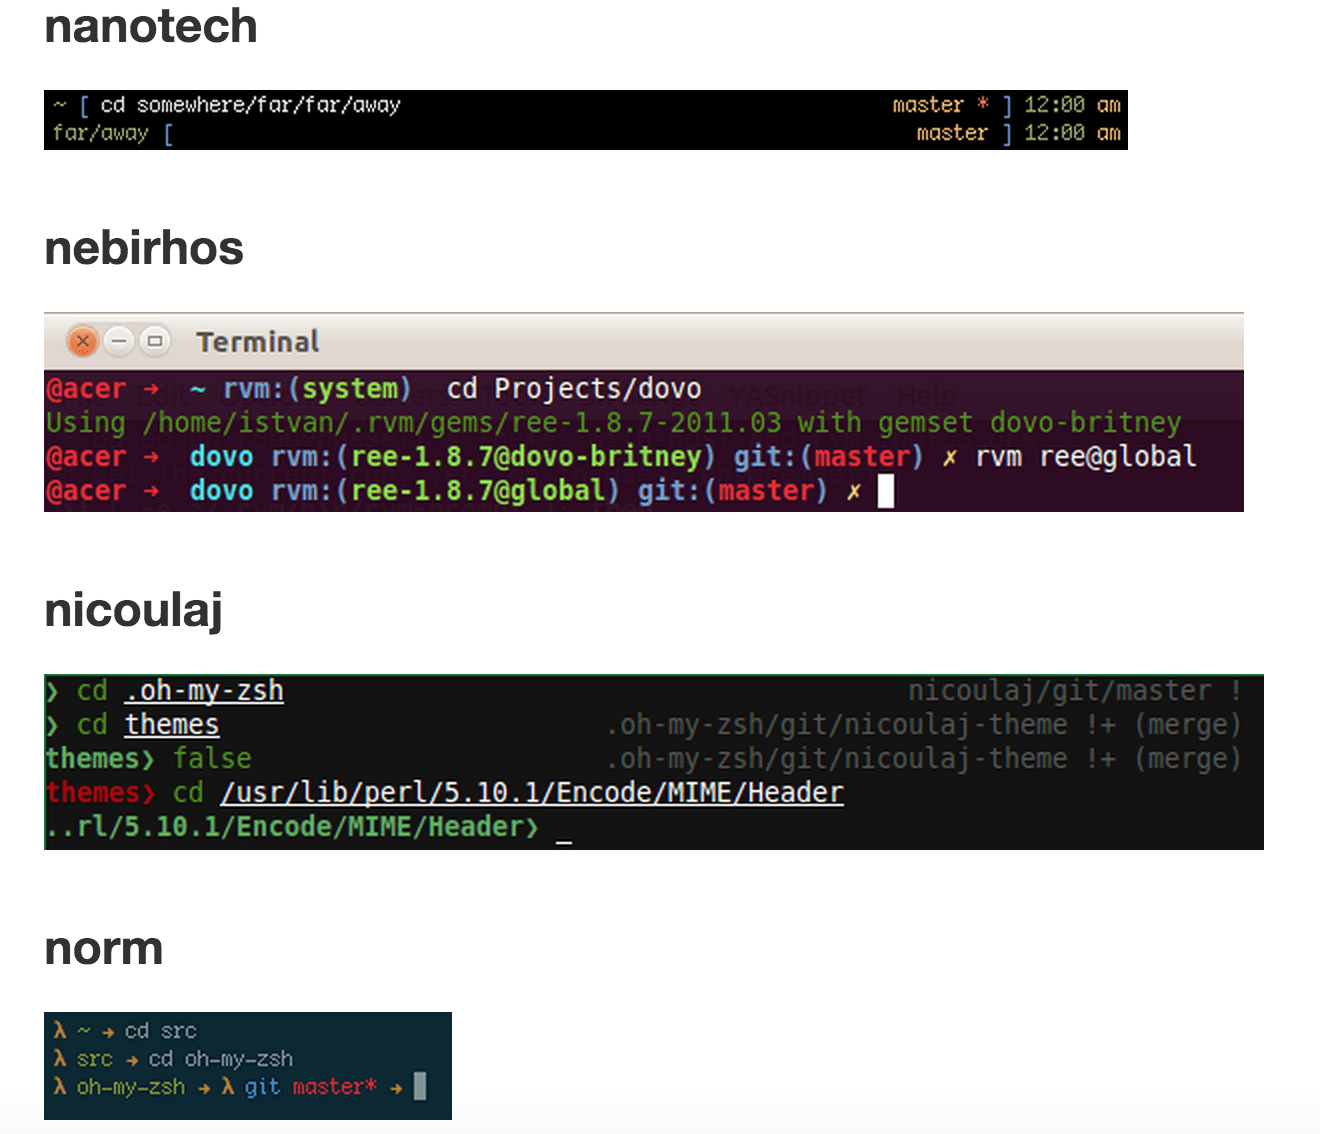 nanotech
~ [ cd somewhere/far/far/away master * ] 12:00 am
far/away [ master ] 12:00 am
nebirhos
Terminal
@acer → ~ rvm:(system) cd Projects/dovo
Using /home/istvan/.rvm/gems/ree-1.8.7-2011.03 with gemset dovo-britney
@acer → dovo rvm:(ree-1.8.7@dovo-britney) git:(master) ✗ rvm ree@global
@acer → dovo rvm:(ree-1.8.7@global) git:(master) ✗
nicoulaj
❯ cd .oh-my-zsh nicoulaj/git/master !
❯ cd themes .oh-my-zsh/git/nicoulaj-theme !+ (merge)
themes❯ false .oh-my-zsh/git/nicoulaj-theme !+ (merge)
themes❯ cd /usr/lib/perl/5.10.1/Encode/MIME/Header
..rl/5.10.1/Encode/MIME/Header❯ _
norm
λ ~ → cd src
λ src → cd oh-my-zsh
λ oh-my-zsh → λ git master* →